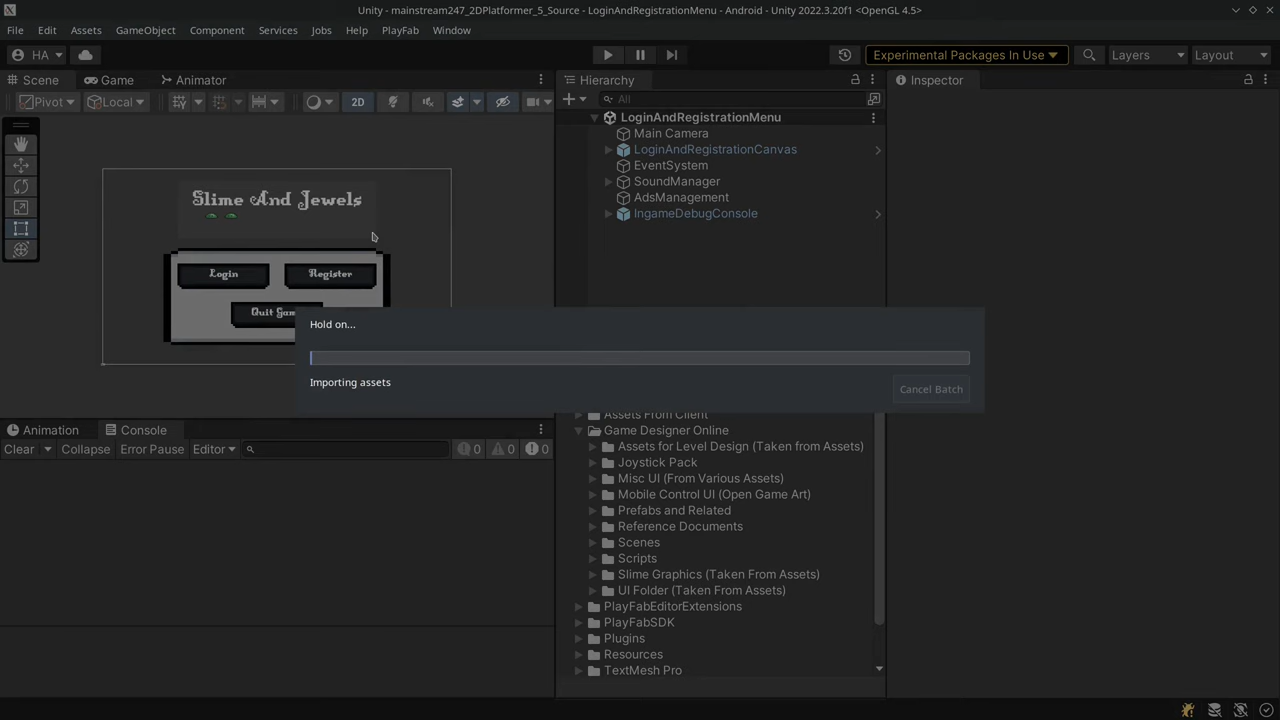 Unity - mainstream247_2DPlatformer_5_Source - LoginAndRegistrationMenu - Android - Unity 2022.3.20f1 <OpenGL 4.5>
File Edit Assets GameObject Component Services Jobs Help PlayFab Window
HA Experimental Packages In Use Layers Layout
Scene Game Animator Hierarchy Inspector
Pivot Local 2D All
LoginAndRegistrationMenu
Main Camera
LoginAndRegistrationCanvas
EventSystem
SoundManager
AdsManagement
IngameDebugConsole
Slime And Jewels
Login Register
Quit Gam
Hold on...
Importing assets
Cancel Batch
Animation Console
Clear Collapse Error Pause Editor 0 0 0
Assets From Client
Game Designer Online
Assets for Level Design (Taken from Assets)
Joystick Pack
Misc UI (From Various Assets)
Mobile Control UI (Open Game Art)
Prefabs and Related
Reference Documents
Scenes
Scripts
Slime Graphics (Taken From Assets)
UI Folder (Taken From Assets)
PlayFabEditorExtensions
PlayFabSDK
Plugins
Resources
TextMesh Pro